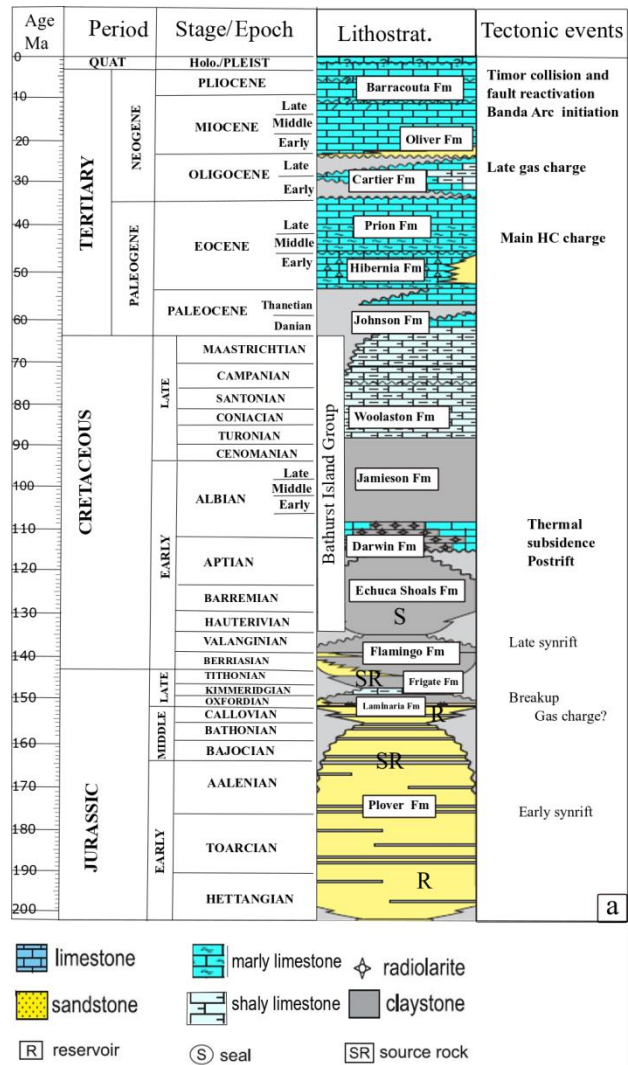 Age Ma
Period
Stage/Epoch
Lithostrat.
Tectonic events
0
10
20
30
40
50
60
70
80
90
100
110
120
130
140
150
160
170
180
190
200
QUAT
TERTIARY
NEOGENE
PALEOGENE
CRETACEOUS
LATE
EARLY
JURASSIC
LATE
MIDDLE
EARLY
Holo./PLEIST
PLIOCENE
MIOCENE
Late
Middle
Early
OLIGOCENE
Late
Early
EOCENE
Late
Middle
Early
PALEOCENE
Thanetian
Danian
MAASTRICHTIAN
CAMPANIAN
SANTONIAN
CONIACIAN
TURONIAN
CENOMANIAN
ALBIAN
Late
Middle
Early
APTIAN
BARREMIAN
HAUTERIVIAN
VALANGINIAN
BERRIASIAN
TITHONIAN
KIMMERIDGIAN
OXFORDIAN
CALLOVIAN
BATHONIAN
BAJOCIAN
AALENIAN
TOARCIAN
HETTANGIAN
Bathurst Island Group
Barracouta Fm
Oliver Fm
Cartier Fm
Prion Fm
Hibernia Fm
Johnson Fm
Woolaston Fm
Jamieson Fm
Darwin Fm
Echuca Shoals Fm
S
Flamingo Fm
SR
Frigate Fm
Laminaria Fm
R
SR
Plover Fm
R
Timor collision and
fault reactivation
Banda Arc initiation
Late gas charge
Main HC charge
Thermal
subsidence
Postrift
Late synrift
Breakup
Gas charge?
Early synrift
a
limestone
marly limestone
radiolarite
sandstone
shaly limestone
claystone
R reservoir
S seal
SR source rock